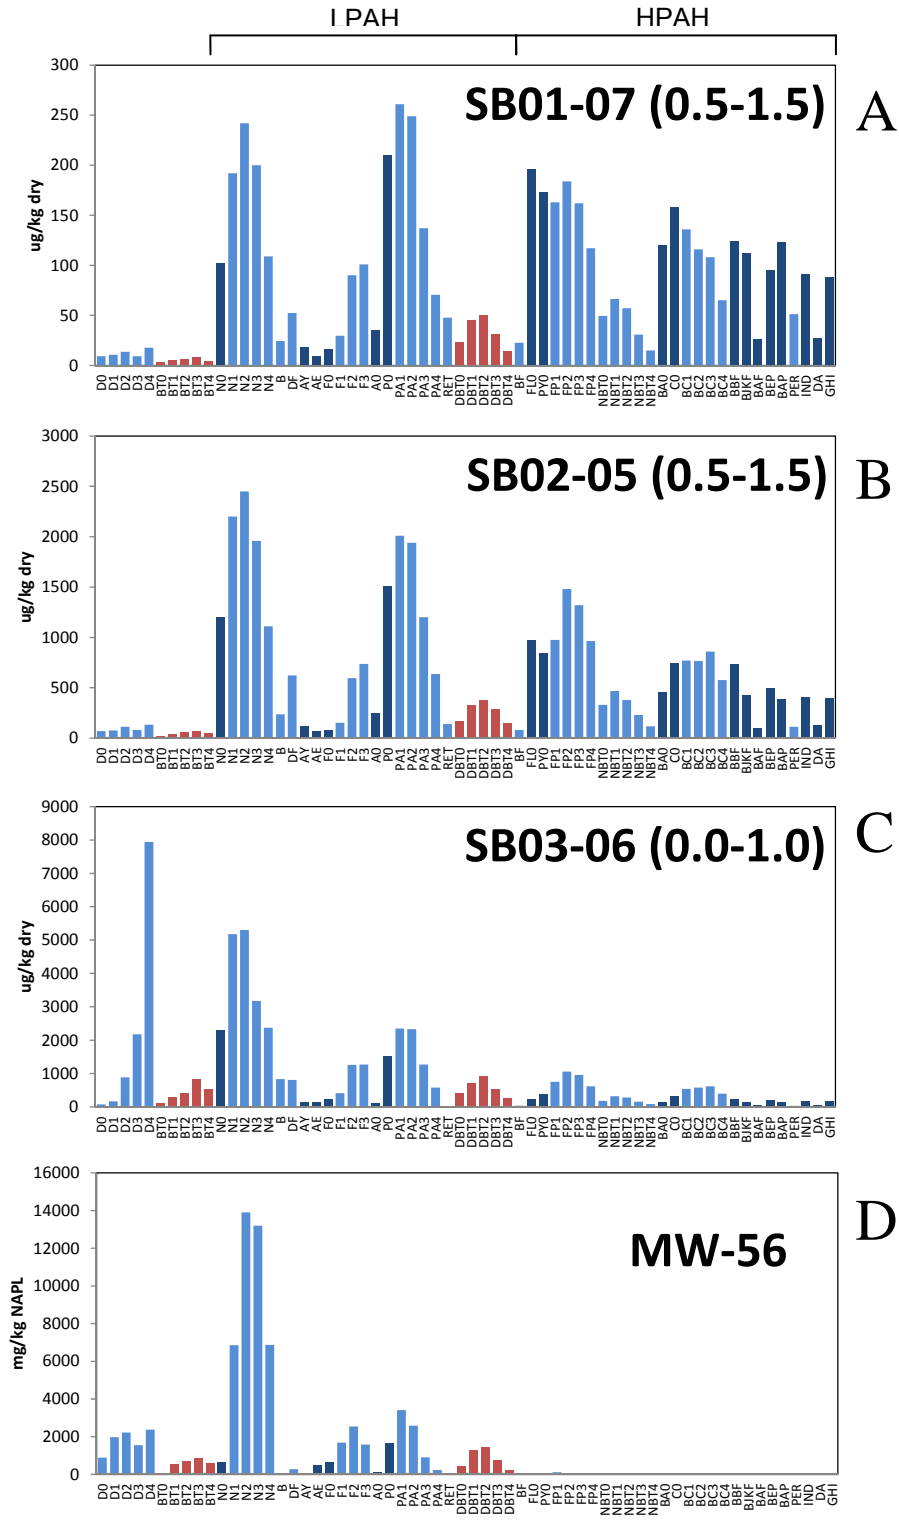 LPAH HPAH
300
250
200
150
100
50
0
ug/kg dry
SB01-07 (0.5-1.5)
A
D0 D1 D2 D3 D4 BT0 BT1 BT2 BT3 BT4 N0 N1 N2 N3 N4 B DF AY AE F0 F1 F2 F3 A0 P0 PA1 PA2 PA3 PA4 RET DBT0 DBT1 DBT2 DBT3 DBT4 BF FL0 PY0 FP1 FP2 FP3 FP4 NBT0 NBT1 NBT2 NBT3 NBT4 BA0 C0 BC1 BC2 BC3 BC4 BBF BJKF BAF BEP BAP PER IND DA GHI
3000
2500
2000
1500
1000
500
0
ug/kg dry
SB02-05 (0.5-1.5)
B
D0 D1 D2 D3 D4 BT0 BT1 BT2 BT3 BT4 N0 N1 N2 N3 N4 B DF AY AE F0 F1 F2 F3 A0 P0 PA1 PA2 PA3 PA4 RET DBT0 DBT1 DBT2 DBT3 DBT4 BF FL0 PY0 FP1 FP2 FP3 FP4 NBT0 NBT1 NBT2 NBT3 NBT4 BA0 C0 BC1 BC2 BC3 BC4 BBF BJKF BAF BEP BAP PER IND DA GHI
9000
8000
7000
6000
5000
4000
3000
2000
1000
0
ug/kg dry
SB03-06 (0.0-1.0)
C
D0 D1 D2 D3 D4 BT0 BT1 BT2 BT3 BT4 N0 N1 N2 N3 N4 B DF AY AE F0 F1 F2 F3 A0 P0 PA1 PA2 PA3 PA4 RET DBT0 DBT1 DBT2 DBT3 DBT4 BF FL0 PY0 FP1 FP2 FP3 FP4 NBT0 NBT1 NBT2 NBT3 NBT4 BA0 C0 BC1 BC2 BC3 BC4 BBF BJKF BAF BEP BAP PER IND DA GHI
16000
14000
12000
10000
8000
6000
4000
2000
0
mg/kg NAPL
MW-56
D
D0 D1 D2 D3 D4 BT0 BT1 BT2 BT3 BT4 N0 N1 N2 N3 N4 B DF AY AE F0 F1 F2 F3 A0 P0 PA1 PA2 PA3 PA4 RET DBT0 DBT1 DBT2 DBT3 DBT4 BF FL0 PY0 FP1 FP2 FP3 FP4 NBT0 NBT1 NBT2 NBT3 NBT4 BA0 C0 BC1 BC2 BC3 BC4 BBF BJKF BAF BEP BAP PER IND DA GHI